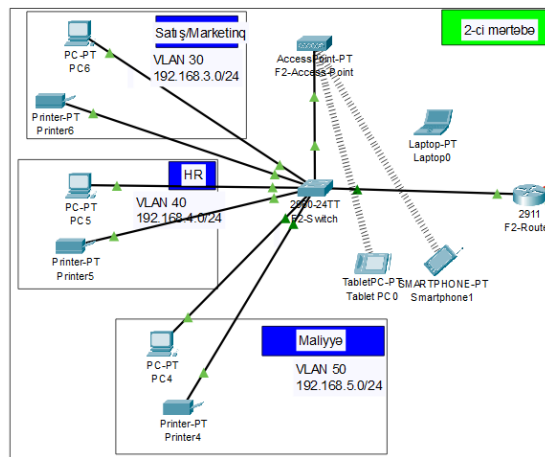 Satış/Marketinq
VLAN 30
192.168.3.0/24
PC-PT
PC6
Printer-PT
Printer6
HR
VLAN 40
192.168.4.0/24
PC-PT
PC5
Printer-PT
Printer5
Maliyyə
VLAN 50
192.168.5.0/24
PC-PT
PC4
Printer-PT
Printer4
AccessPoint-PT
F2-Access Point
2-ci mərtəbə
Laptop-PT
Laptop0
2960-24TT
F2-Switch
2911
F2-Route
TabletPC-PT
Tablet PC0
SMARTPHONE-PT
Smartphone1